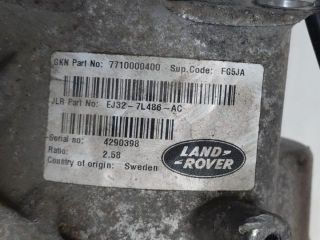 GKN Part No: 7710000400 Sup.Code: FG5JA
JLR Part No: EJ32-7L486-AC
Serial no: 4290398
Ratio: 2.58
Country of origin: Sweden
LAND-
ROVER